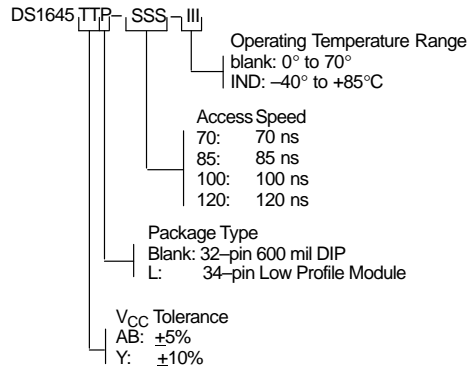 DS1645 TTP– SSS – III
Operating Temperature Range
blank: 0° to 70°
IND: –40° to +85°C
Access Speed
70: 70 ns
85: 85 ns
100: 100 ns
120: 120 ns
Package Type
Blank: 32–pin 600 mil DIP
L: 34–pin Low Profile Module
VCC Tolerance
AB: ±5%
Y: ±10%